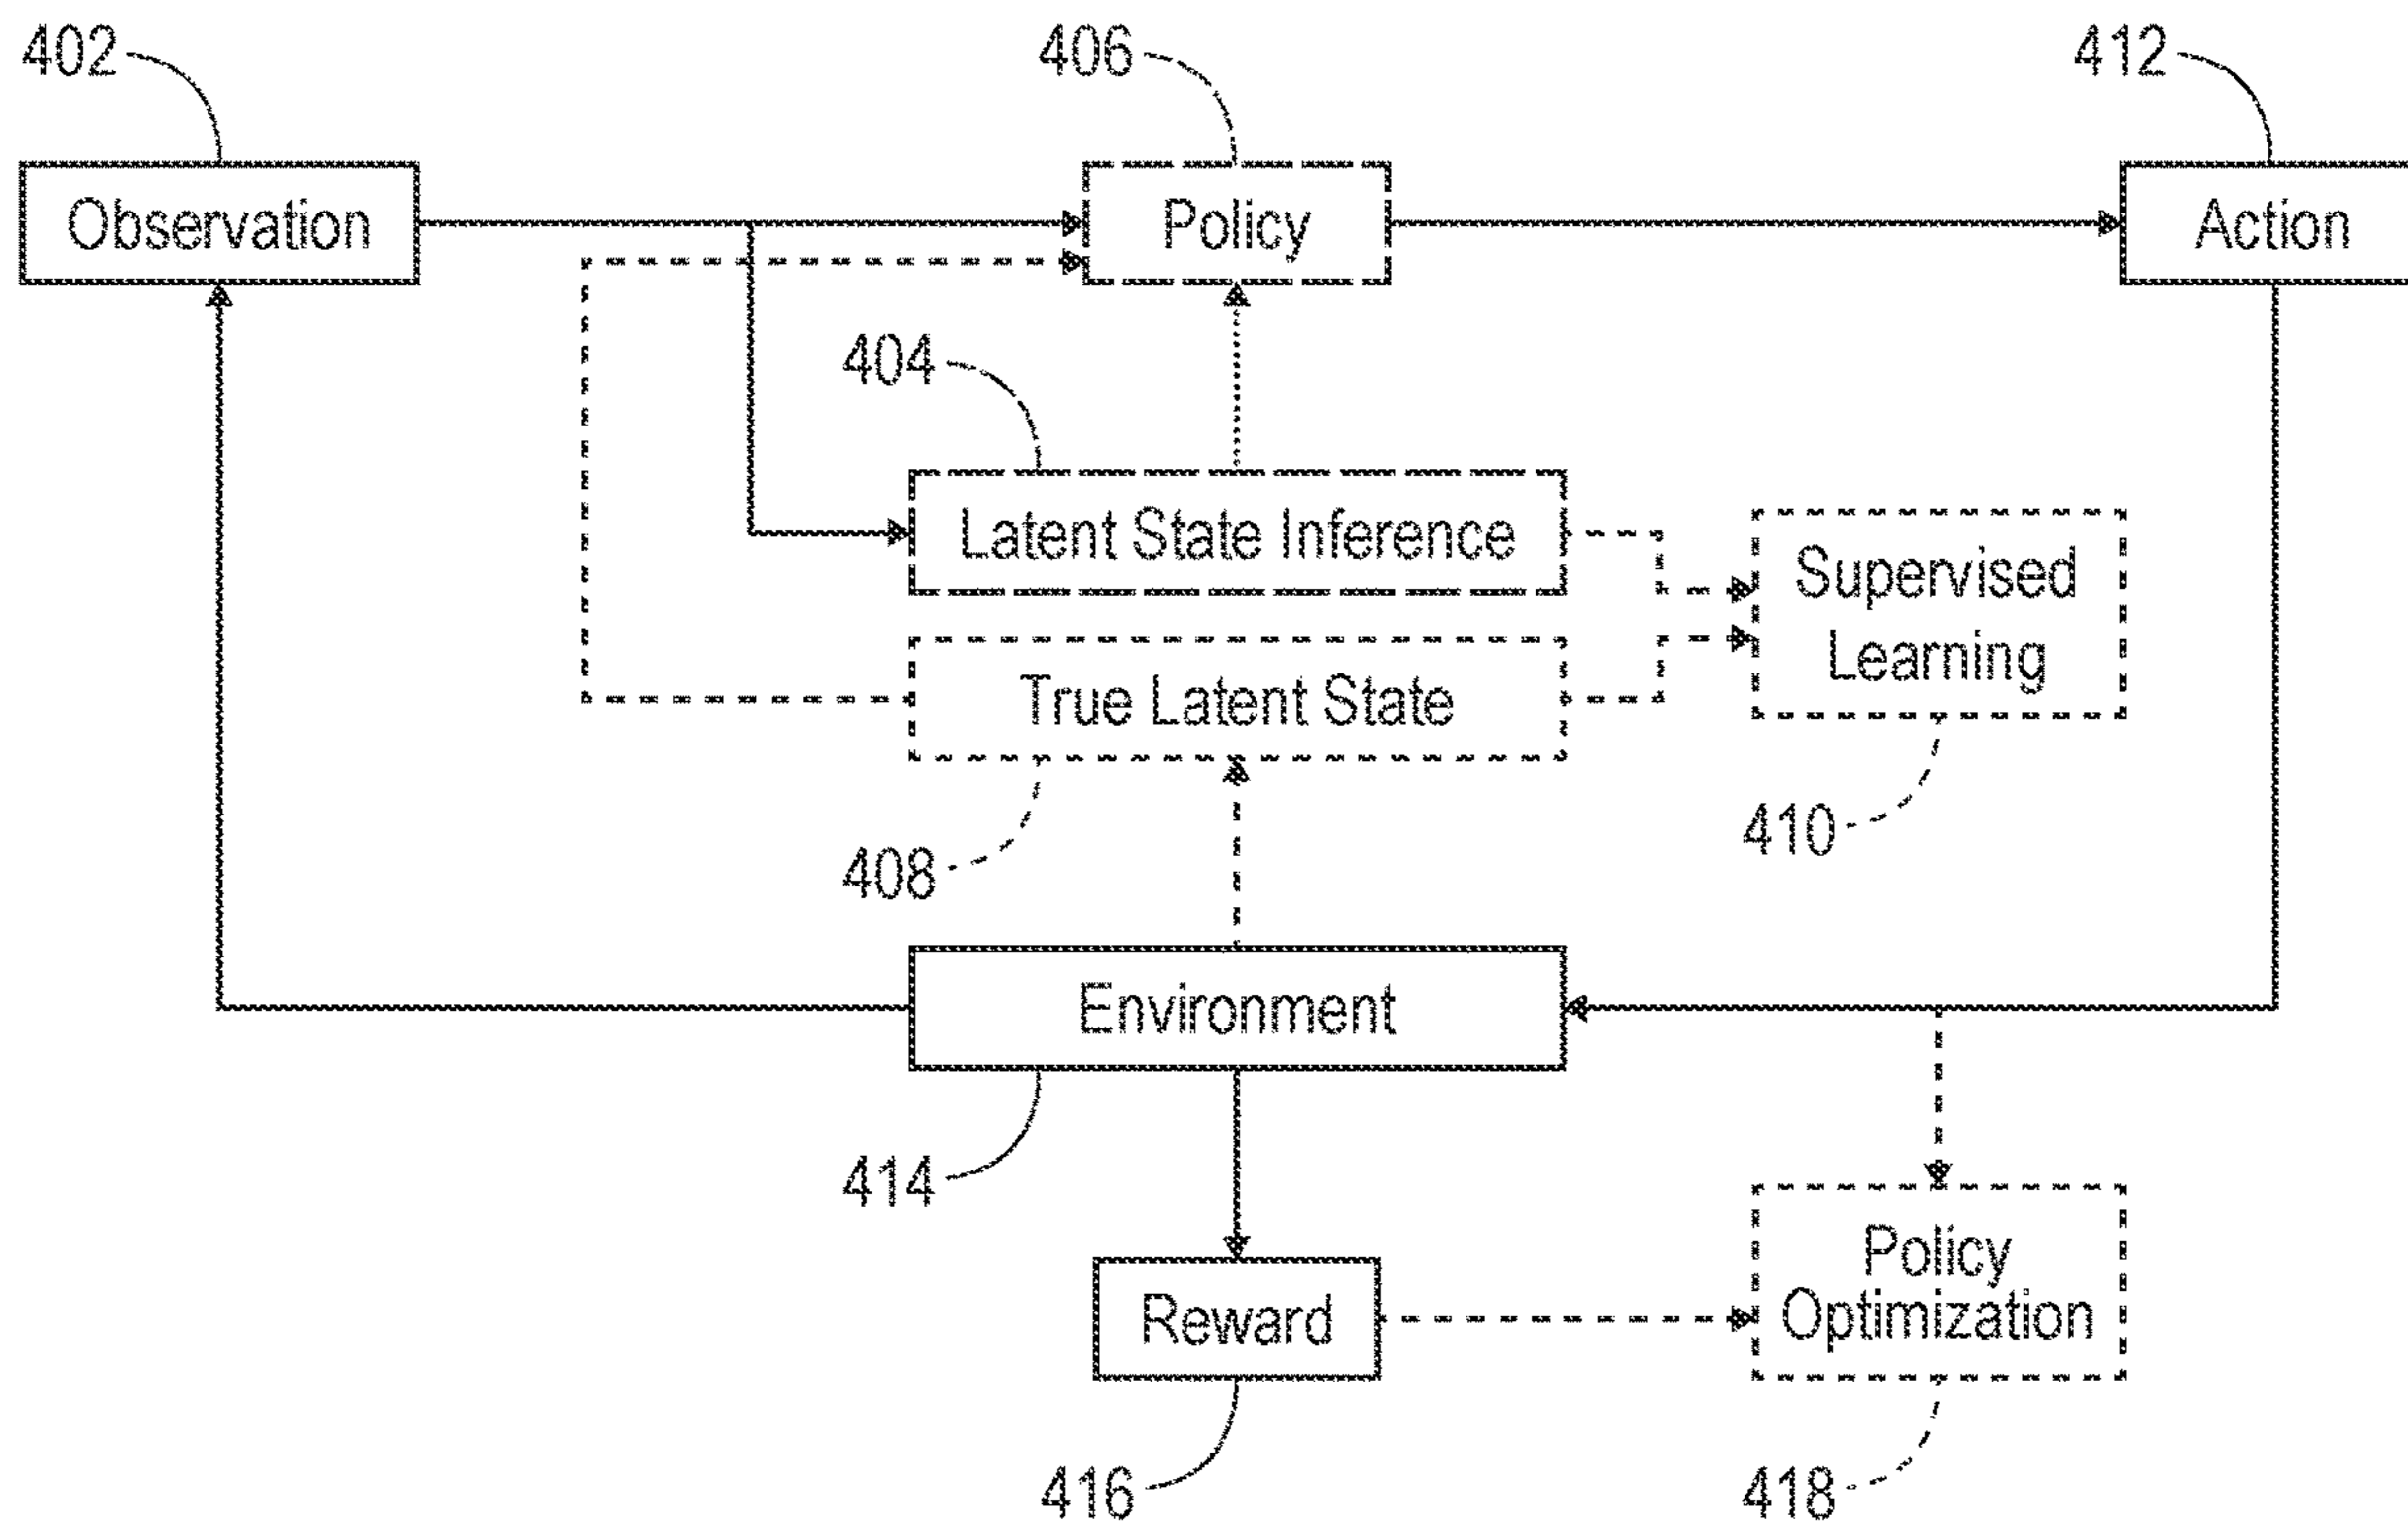 402
406
412
Observation
Policy
Action
404
Latent State Inference
Supervised
Learning
True Latent State
410
408
Environment
414
Policy
Optimization
Reward
416
418